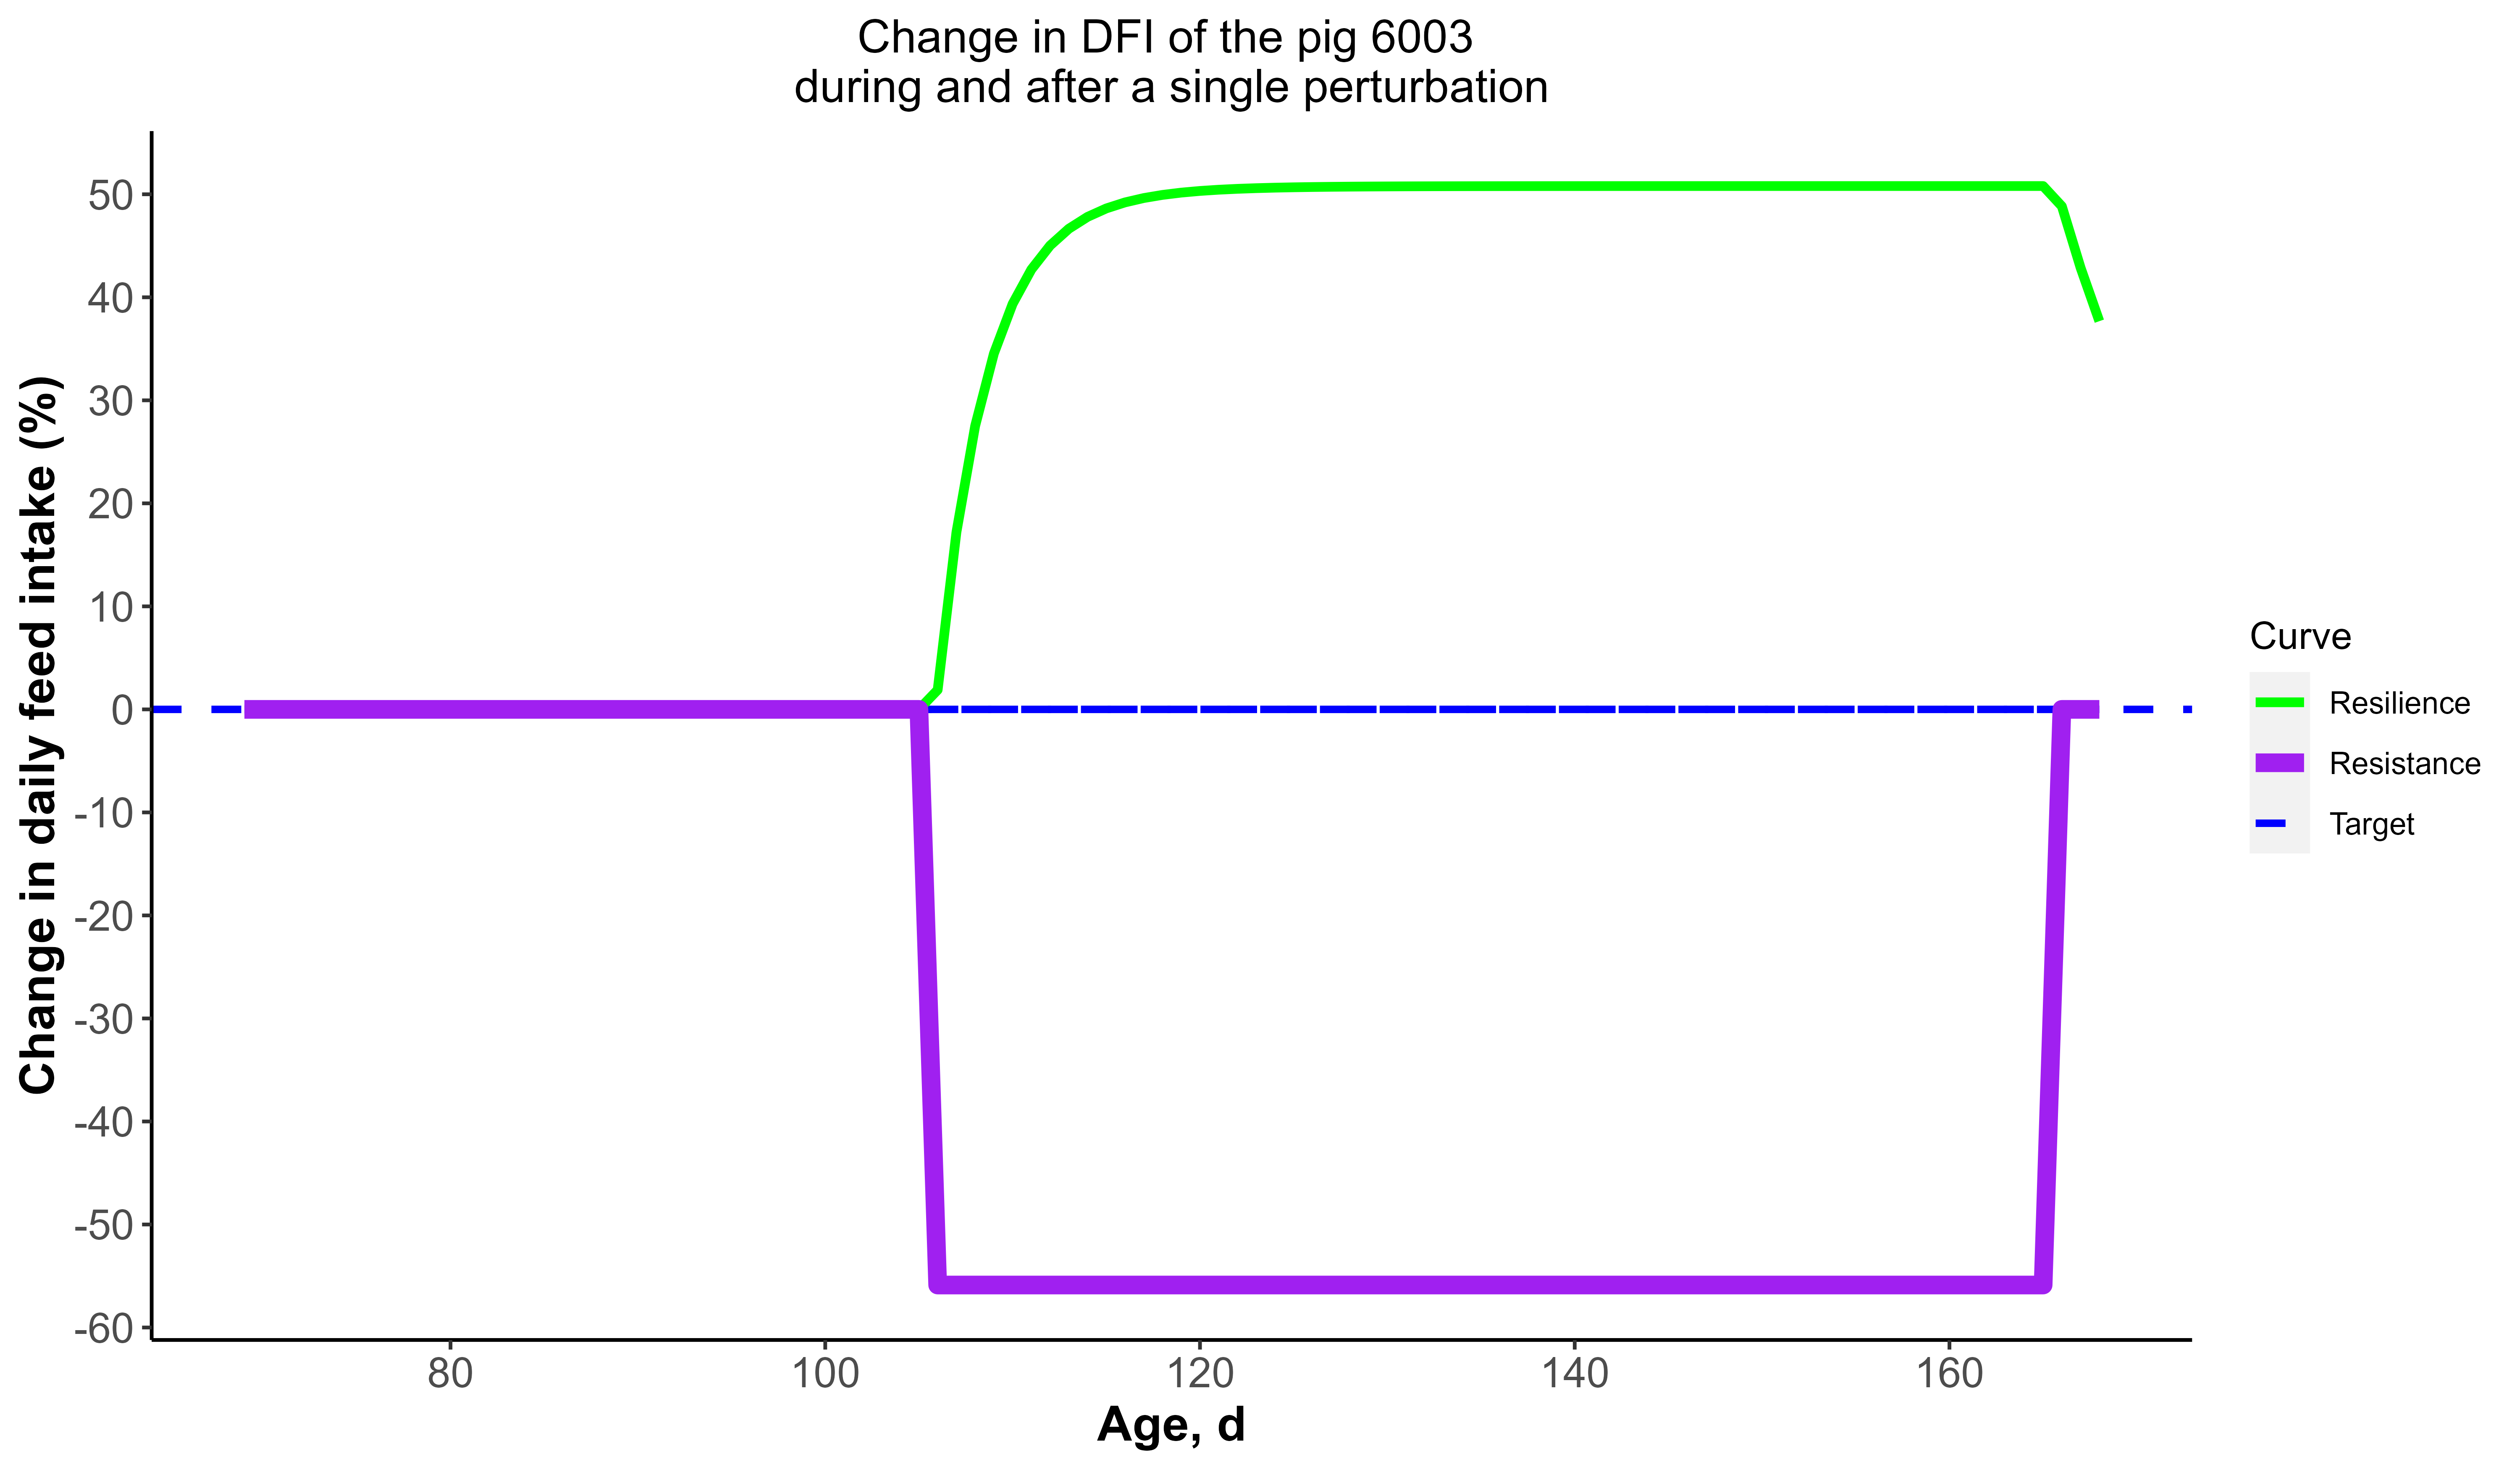 Change in DFI of the pig 6003
during and after a single perturbation
Change in daily feed intake (%)
50
40
30
20
10
0
-10
-20
-30
-40
-50
-60
80
100
120
140
160
Age, d
Curve
Resilience
Resistance
Target